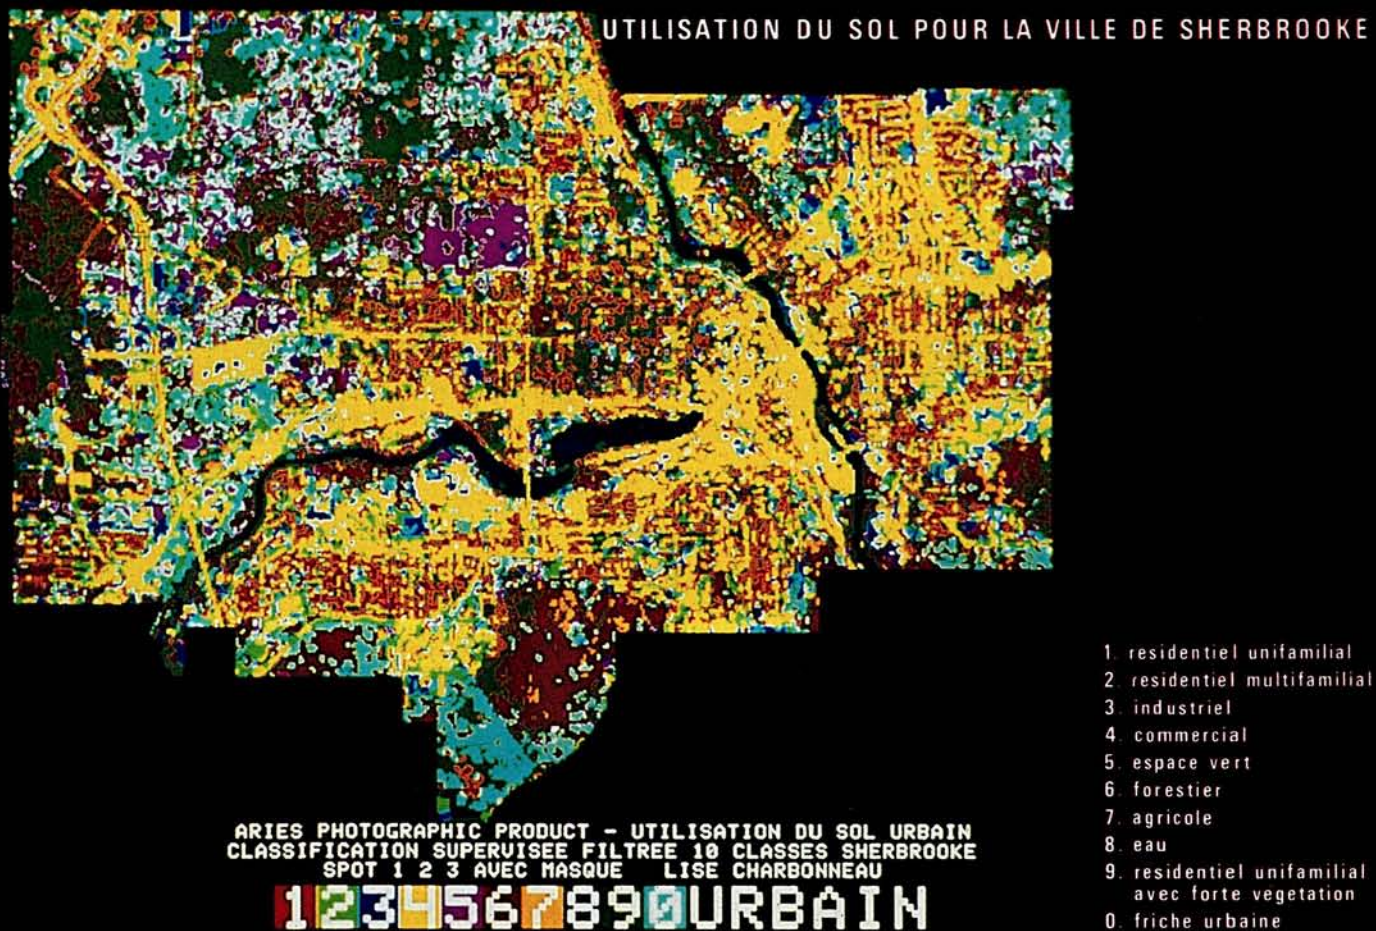 UTILISATION DU SOL POUR LA VILLE DE SHERBROOKE
1. residentiel unifamilial
2. residentiel multifamilial
3. industriel
4. commercial
5. espace vert
6. forestier
7. agricole
8. eau
9. residentiel unifamilial
avec forte vegetation
0. friche urbaine
ARIES PHOTOGRAPHIC PRODUCT - UTILISATION DU SOL URBAIN
CLASSIFICATION SUPERVISEE FILTREE 10 CLASSES SHERBROOKE
SPOT 1 2 3 AVEC MASQUE LISE CHARBONNEAU
1234567890URBAIN